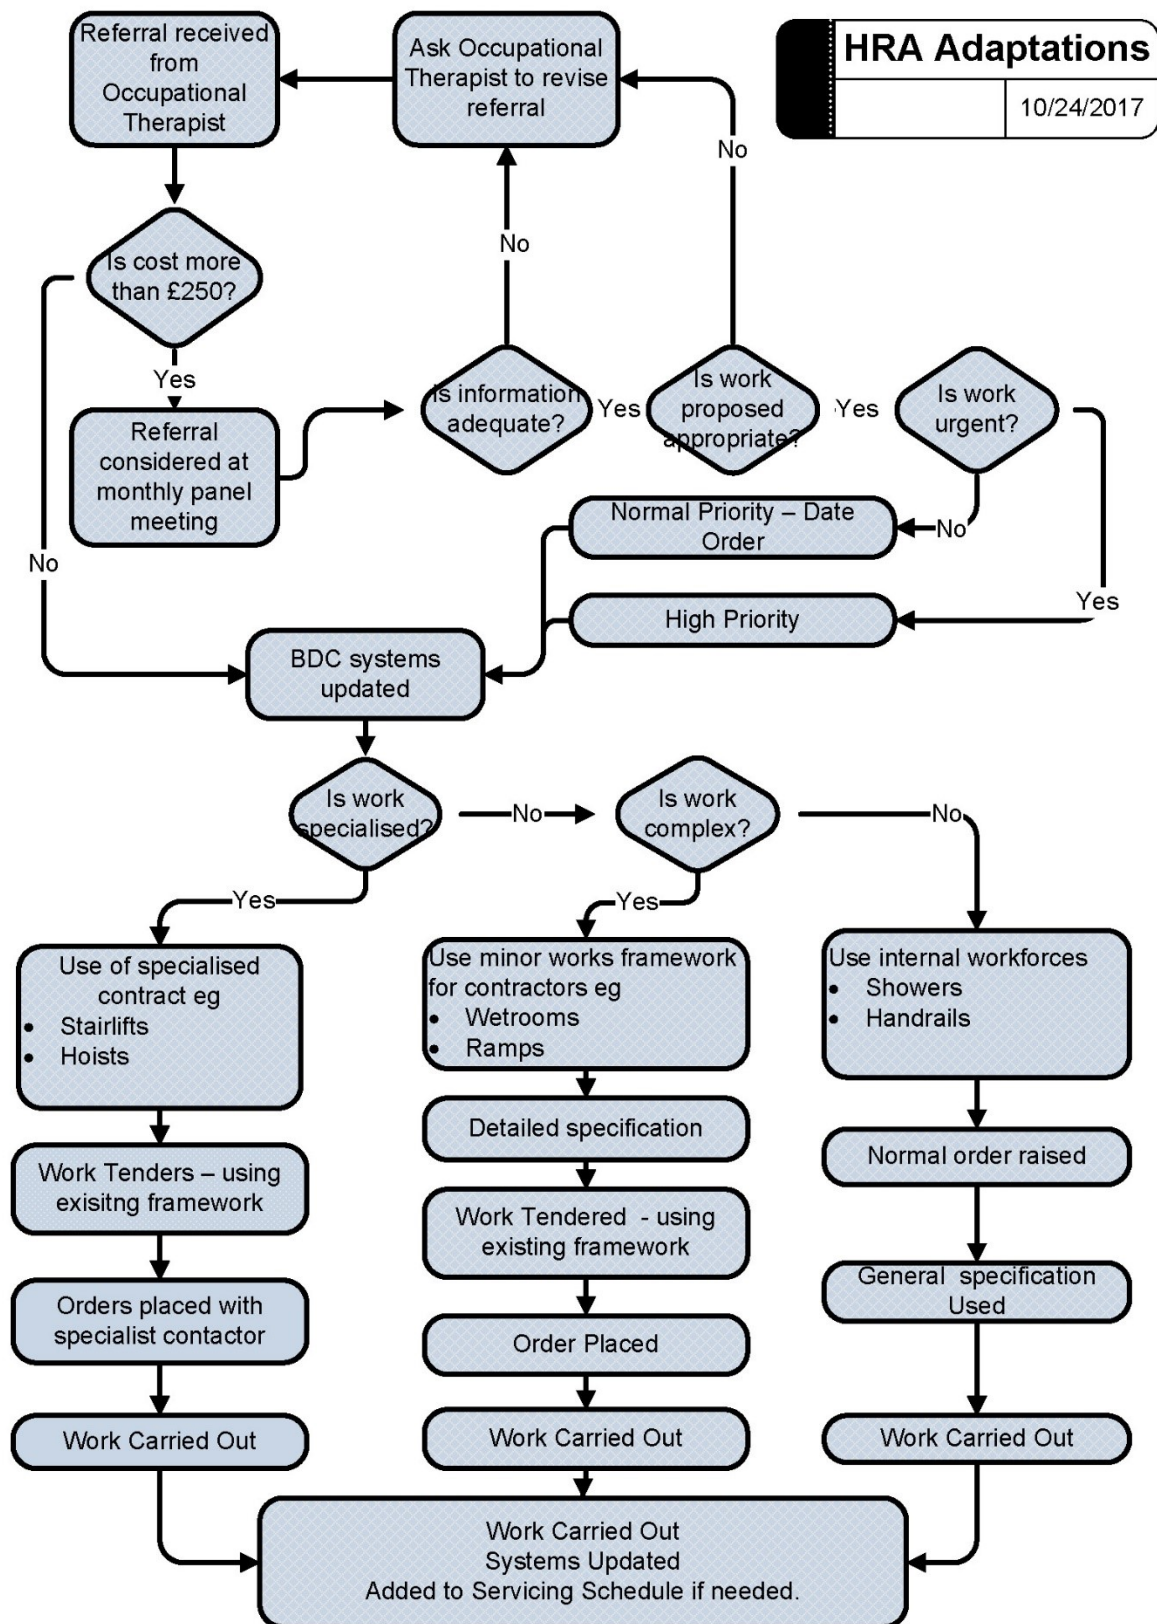 HRA Adaptations
10/24/2017
Referral received
from
Occupational
Therapist
Ask Occupational
Therapist to revise
referral
No
No
Is cost more
than £250?
Yes
No
Referral
considered at
monthly panel
meeting
Is information
adequate?
Yes
Is work
proposed
appropriate?
Yes
Is work
urgent?
No
Yes
Normal Priority – Date
Order
High Priority
BDC systems
updated
Is work
specialised?
No
Is work
complex?
No
Yes
Yes
Use of specialised
contract eg
• Stairlifts
• Hoists
Work Tenders – using
exisitng framework
Orders placed with
specialist contactor
Work Carried Out
Use minor works framework
for contractors eg
• Wetrooms
• Ramps
Detailed specification
Work Tendered - using
existing framework
Order Placed
Work Carried Out
Use internal workforces
• Showers
• Handrails
Normal order raised
General specification
Used
Work Carried Out
Work Carried Out
Systems Updated
Added to Servicing Schedule if needed.